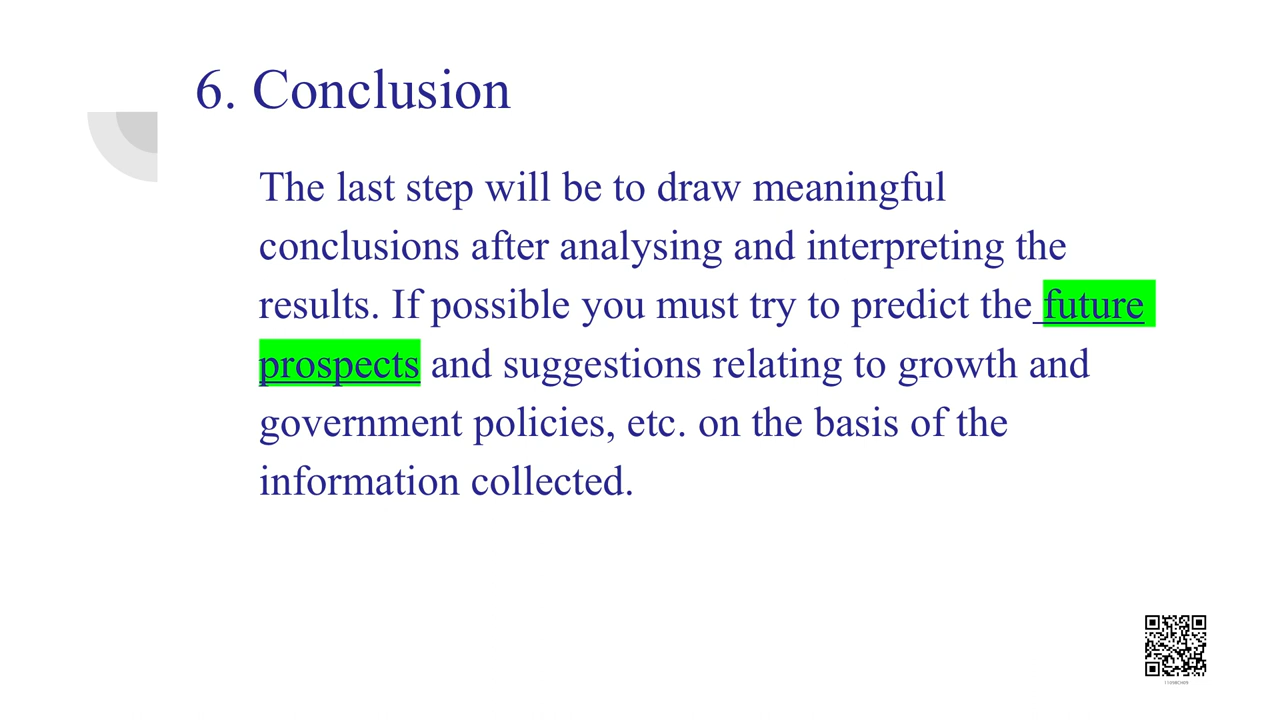 6. Conclusion
The last step will be to draw meaningful
conclusions after analysing and interpreting the
results. If possible you must try to predict the future
prospects and suggestions relating to growth and
government policies, etc. on the basis of the
information collected.